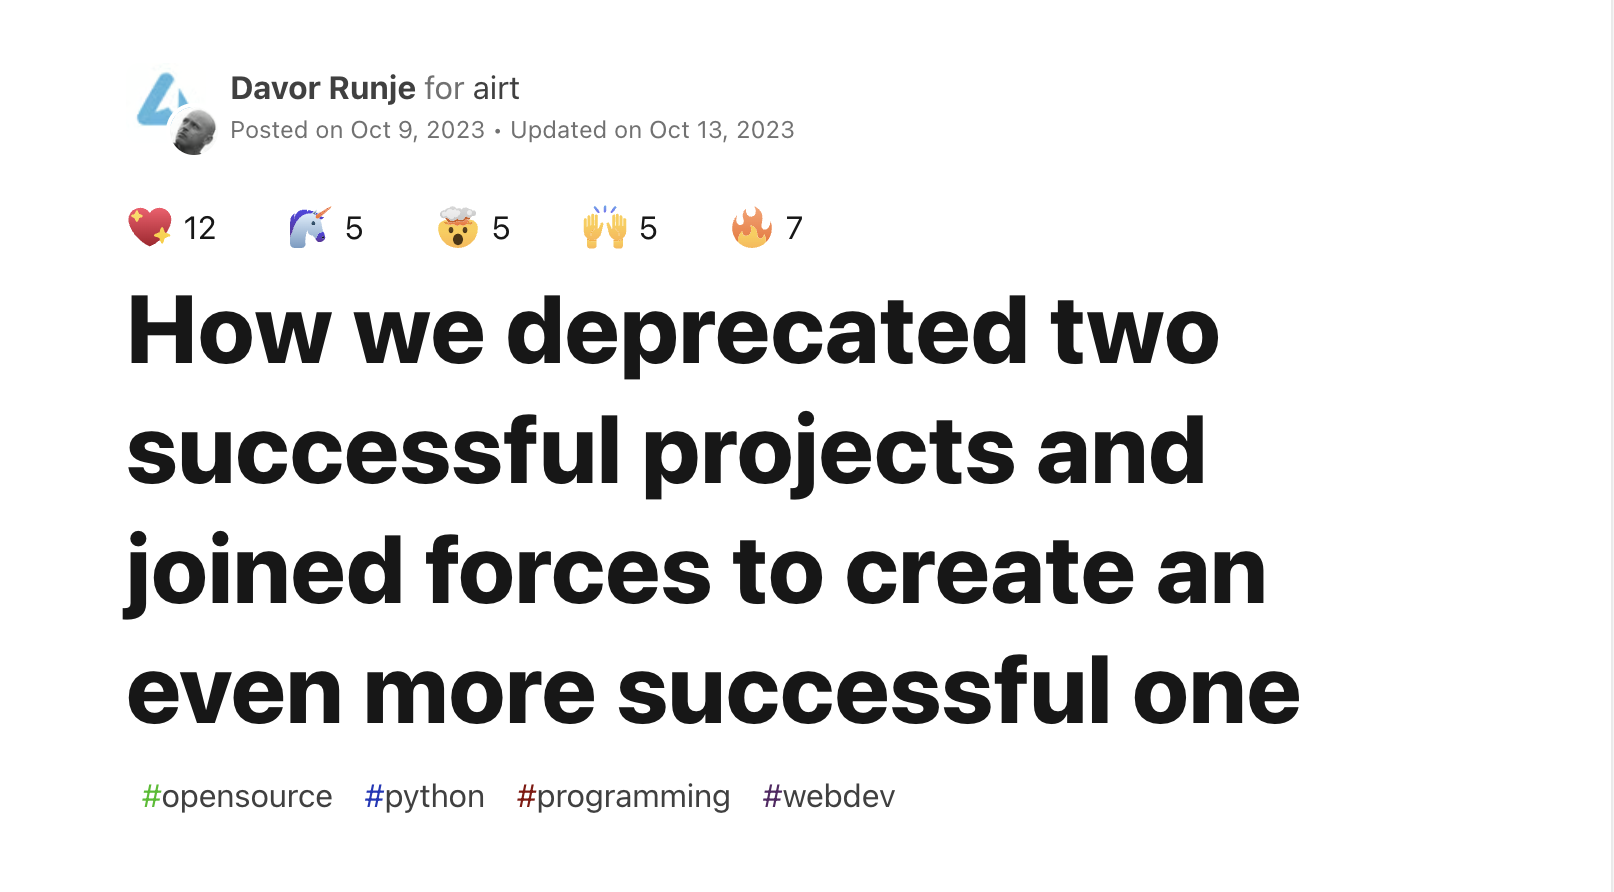 Davor Runje for airt
Posted on Oct 9, 2023 • Updated on Oct 13, 2023
12 5 5 5 7
How we deprecated two
successful projects and
joined forces to create an
even more successful one
#opensource #python #programming #webdev